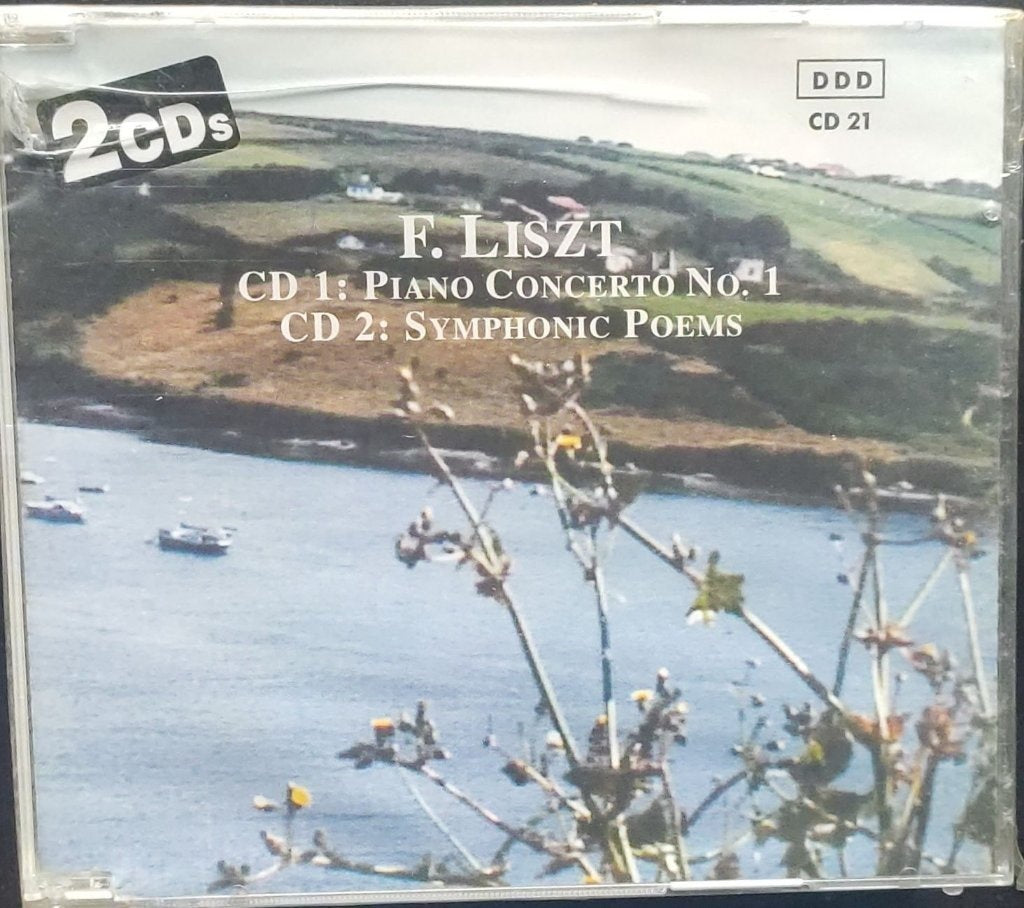 2CDs
DDD
CD 21
F. LISZT
CD 1: PIANO CONCERTO NO. 1
CD 2: SYMPHONIC POEMS